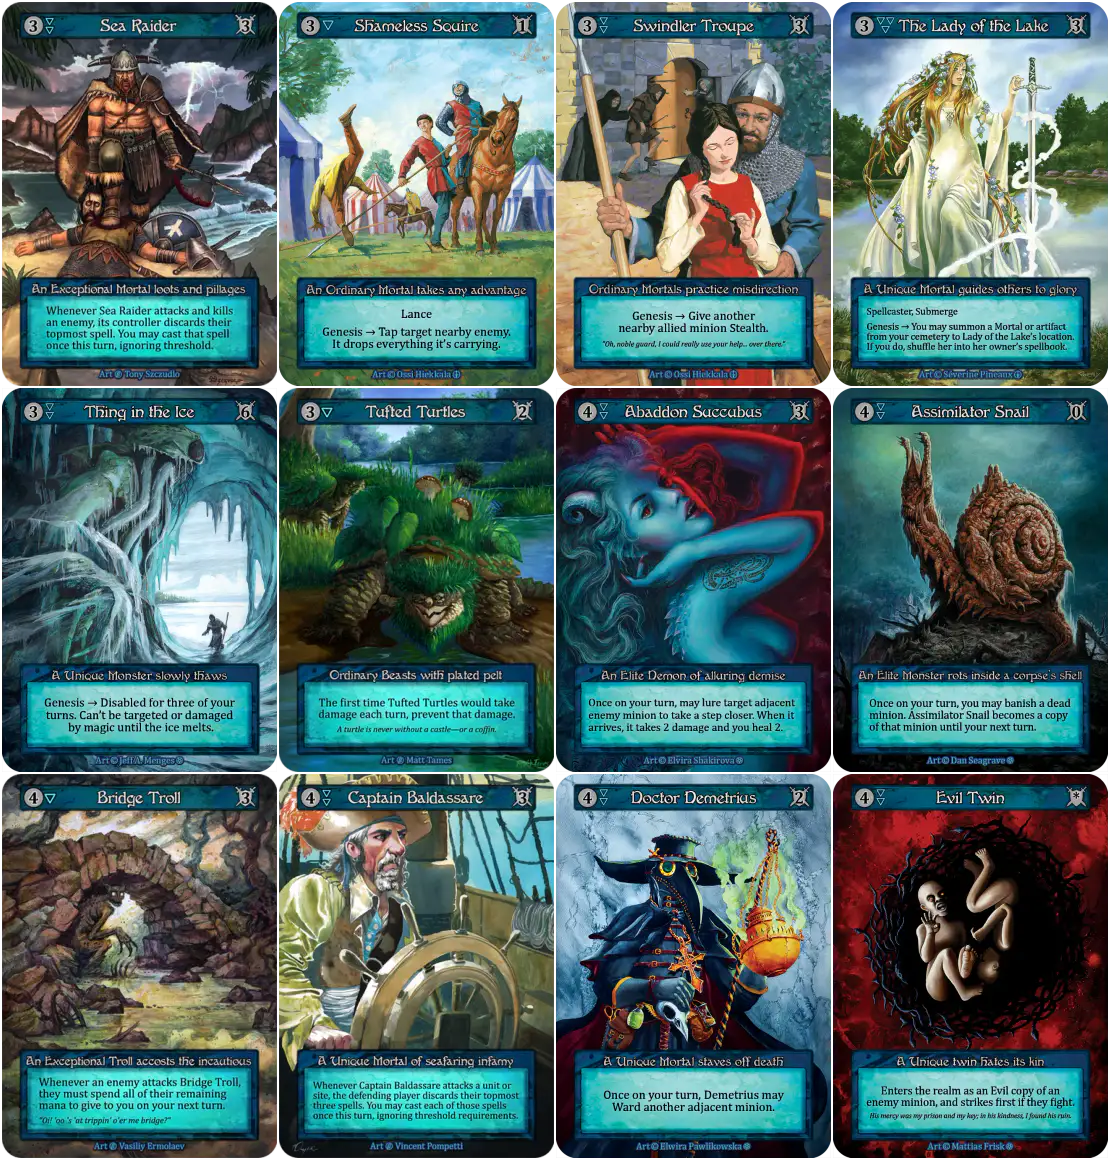 3 Sea Raider 3
An Exceptional Mortal loots and pillages
Whenever Sea Raider attacks and kills
an enemy, its controller discards their
topmost spell. You may cast that spell
once this turn, ignoring threshold.
Art @ Tony Szczudlo
3 Shameless Squire 1
An Ordinary Mortal takes any advantage
Lance
Genesis → Tap target nearby enemy.
It drops everything it's carrying.
Art © Ossi Hiekkala
3 Swindler Troupe 3
Ordinary Mortals practice misdirection
Genesis → Give another
nearby allied minion Stealth.
"Oh, noble guard, I could really use your help... over there."
Art © Ossi Hiekkala
3 The Lady of the Lake 3
A Unique Mortal guides others to glory
Spellcaster, Submerge
Genesis → You may summon a Mortal or artifact
from your cemetery to Lady of the Lake's location.
If you do, shuffle her into her owner's spellbook.
Art © Séverine Pineaux
3 Thing in the Ice 6
A Unique Monster slowly thaws
Genesis → Disabled for three of your
turns. Can't be targeted or damaged
by magic until the ice melts.
Art © Jeff A. Menges
3 Tufted Turtles 2
Ordinary Beasts with plated pelt
The first time Tufted Turtles would take
damage each turn, prevent that damage.
A turtle is never without a castle—or a coffin.
Art @ Matt Tames
4 Abaddon Succubus 3
An Elite Demon of alluring demise
Once on your turn, may lure target adjacent
enemy minion to take a step closer. When it
arrives, it takes 2 damage and you heal 2.
Art © Elvira Shakirova
4 Assimilator Snail 0
An Elite Monster rots inside a corpse's shell
Once on your turn, you may banish a dead
minion. Assimilator Snail becomes a copy
of that minion until your next turn.
Art © Dan Seagrave
4 Bridge Troll 3
An Exceptional Troll accosts the incautious
Whenever an enemy attacks Bridge Troll,
they must spend all of their remaining
mana to give to you on your next turn.
"Oi! 'oo 's 'at trippin' o'er me bridge?"
Art @ Vasiliy Ermolaev
4 Captain Baldassare 3
A Unique Mortal of seafaring infamy
Whenever Captain Baldassare attacks a unit or
site, the defending player discards their topmost
three spells. You may cast each of those spells
once this turn, ignoring threshold requirements.
Art @ Vincent Pompetti
4 Doctor Demetrius 2
A Unique Mortal staves off death
Once on your turn, Demetrius may
Ward another adjacent minion.
Art © Elwira Pawlikowska
4 Evil Twin *
A Unique twin hates its kin
Enters the realm as an Evil copy of an
enemy minion, and strikes first if they fight.
His mercy was my prison and my key; in his kindness, I found his ruin.
Art © Mattias Frisk